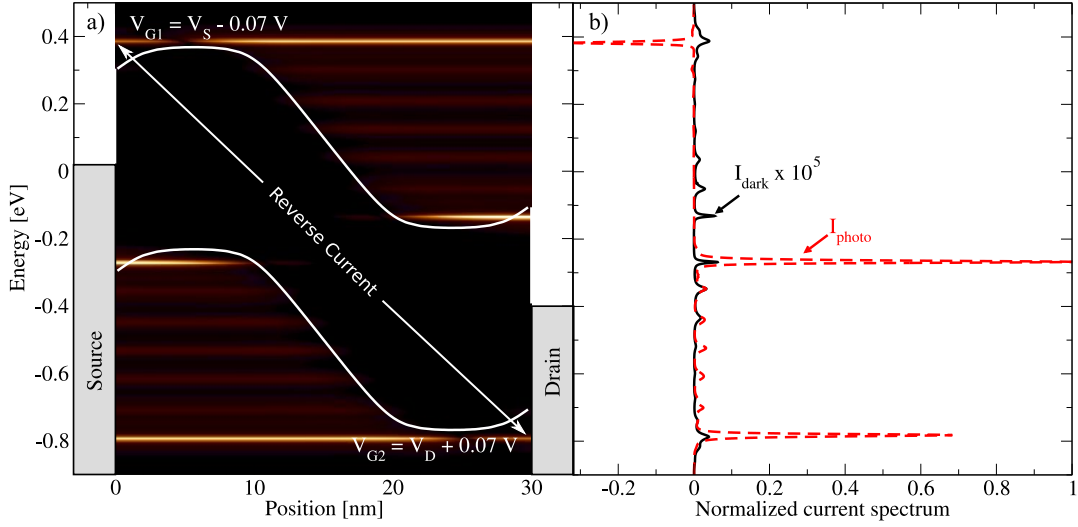 a)
V_G1 = V_S - 0.07 V
b)
0.4
0.2
0
-0.2
-0.4
-0.6
-0.8
Energy [eV]
Source
Drain
Reverse Current
V_G2 = V_D + 0.07 V
I_dark x 10^5
I_photo
0 10 20 30
Position [nm]
-0.2 0 0.2 0.4 0.6 0.8 1
Normalized current spectrum